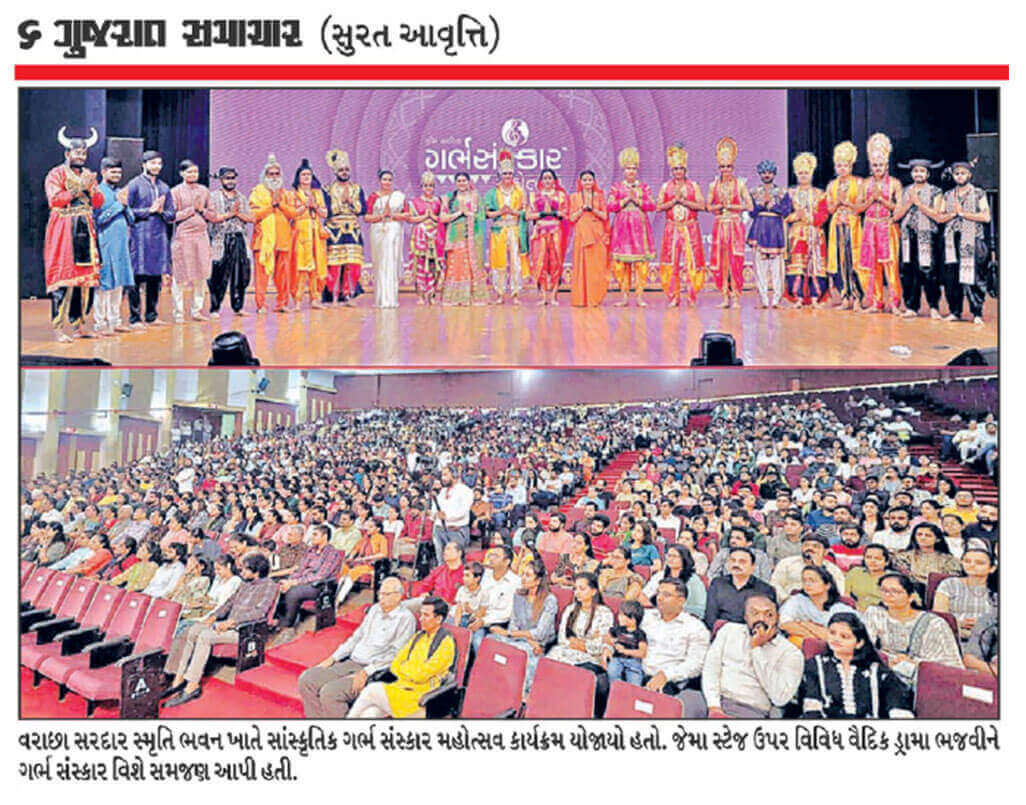 ૬ ગુજરાત સમાચાર (સુરત આવૃત્તિ)
ગર્ભસંસ્કાર
A
B
C
વરાછા સરદાર સ્મૃતિ ભવન ખાતે સાંસ્કૃતિક ગર્ભ સંસ્કાર મહોત્સવ કાર્યક્રમ યોજાયો હતો. જેમા સ્ટેજ ઉપર વિવિધ વૈદિક ડ્રામા ભજવીને
ગર્ભ સંસ્કાર વિશે સમજણ આપી હતી.